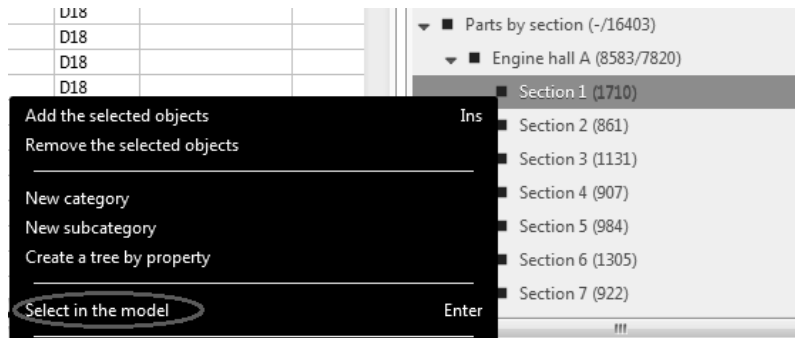 D18
D18
D18
D18
Add the selected objects Ins
Remove the selected objects
New category
New subcategory
Create a tree by property
Select in the model Enter
Parts by section (-/16403)
Engine hall A (8583/7820)
Section 1 (1710)
Section 2 (861)
Section 3 (1131)
Section 4 (907)
Section 5 (984)
Section 6 (1305)
Section 7 (922)